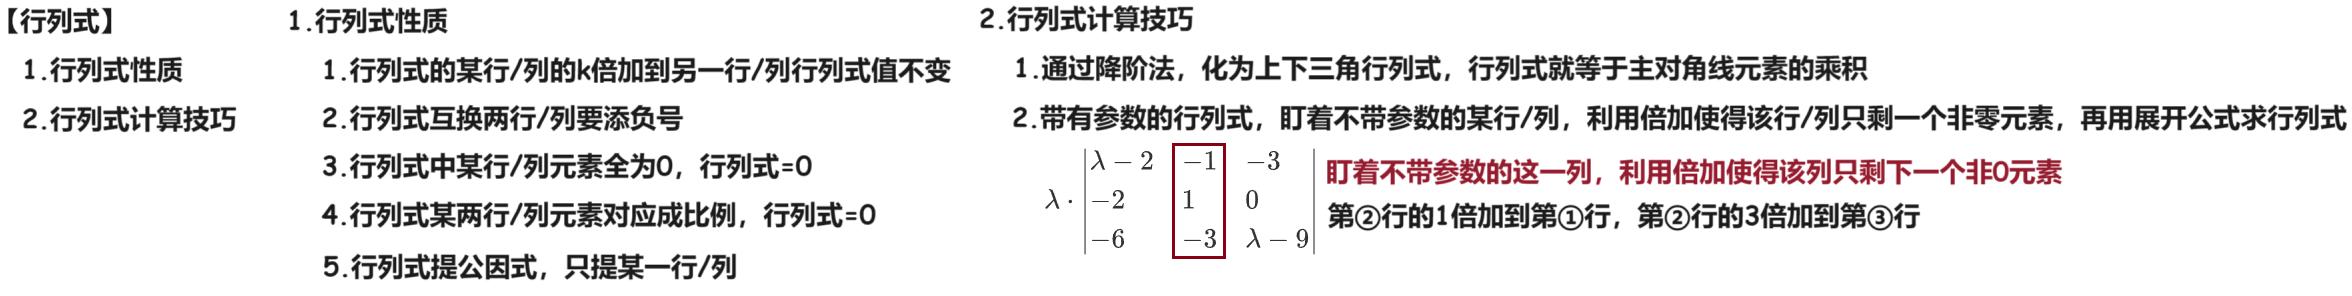 【行列式】
1.行列式性质
2.行列式计算技巧
1.行列式性质
1.行列式的某行/列的k倍加到另一行/列行列式值不变
2.行列式互换两行/列要添负号
3.行列式中某行/列元素全为0，行列式=0
4.行列式某两行/列元素对应成比例，行列式=0
5.行列式提公因式，只提某一行/列
2.行列式计算技巧
1.通过降阶法，化为上下三角行列式，行列式就等于主对角线元素的乘积
2.带有参数的行列式，盯着不带参数的某行/列，利用倍加使得该行/列只剩一个非零元素，再用展开公式求行列式
λ − 2 −1 −3
λ · −2 1 0
−6 −3 λ − 9
盯着不带参数的这一列，利用倍加使得该列只剩下一个非0元素
第②行的1倍加到第①行，第②行的3倍加到第③行